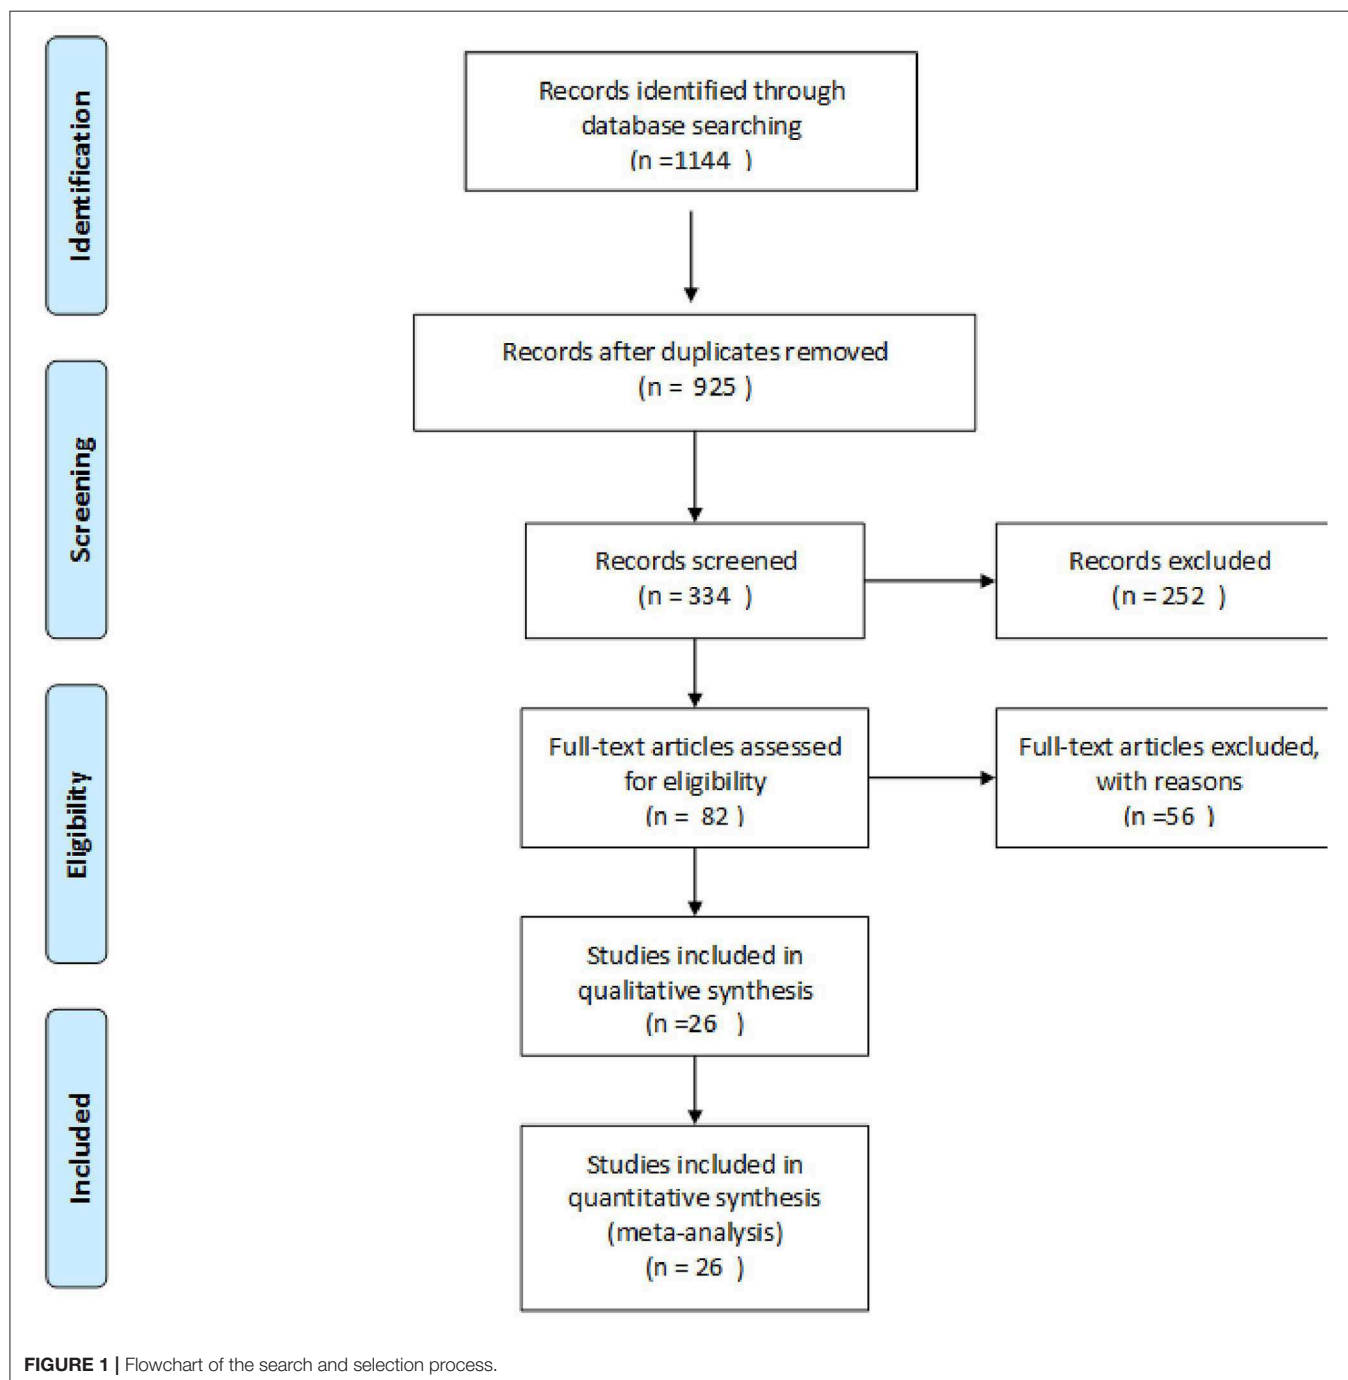 Identification
Records identified through
database searching
(n =1144 )
Records after duplicates removed
(n = 925 )
Screening
Records screened
(n = 334 )
Records excluded
(n = 252 )
Eligibility
Full-text articles assessed
for eligibility
(n = 82 )
Full-text articles excluded,
with reasons
(n =56 )
Studies included in
qualitative synthesis
(n =26 )
Included
Studies included in
quantitative synthesis
(meta-analysis)
(n = 26 )
FIGURE 1 | Flowchart of the search and selection process.